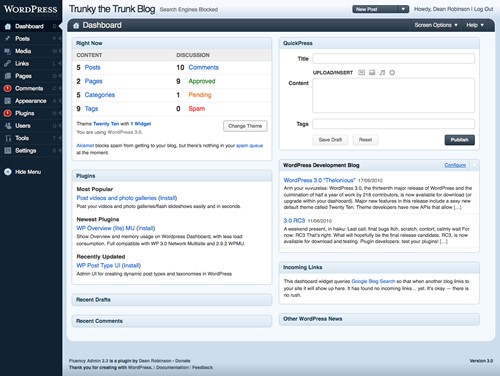 WORDPRESS
Trunky the Trunk Blog
Search Engines Blocked
New Post
Howdy, Dean Robinson | Log Out
Dashboard
Posts
Media
Links
Pages
Comments
Appearance
Plugins
Users
Tools
Settings
Hide Menu
Dashboard
Screen Options
Help
Right Now
CONTENT
DISCUSSION
5 Posts
10 Comments
2 Pages
9 Approved
5 Categories
1 Pending
9 Tags
0 Spam
Theme Twenty Ten with 1 Widget
Change Theme
You are using WordPress 3.0.
Akismet blocks spam from getting to your blog, but there's nothing in your spam queue
at the moment.
Plugins
Most Popular
Post videos and photo galleries (Install)
Post your videos and photo galleries/flash slideshows easily and in seconds.
Newest Plugins
WP Overview (lite) MU (Install)
Show Overview and memory usage on Wordpress Dashboard, with less load
consumption. Full compatible with WP 3.0 Network Multisite and 2.9.2 WPMU.
Recently Updated
WP Post Type UI (Install)
Admin UI for creating dynamic post types and taxonomies in WordPress
Recent Drafts
Recent Comments
QuickPress
Title
UPLOAD/INSERT
Content
Tags
Save Draft
Reset
Publish
WordPress Development Blog
Configure
WordPress 3.0 "Thelonious" 17/06/2010
Arm your vuvuzelas: WordPress 3.0, the thirteenth major release of WordPress and the
culmination of half a year of work by 218 contributors, is now available for download (or
upgrade within your dashboard). Major new features in this release include a sexy new
default theme called Twenty Ten. Theme developers have new APIs that allow […]
3.0 RC3 11/06/2010
A weekend present, in haiku: Last call, final bugs Itch, scratch, contort; calmly wait For
now: RC3 That's right. What will hopefully be the final release candidate, RC3, is now
available for download and testing. Plugin developers: test your plugins! […]
Incoming Links
This dashboard widget queries Google Blog Search so that when another blog links to
your site it will show up here. It has found no incoming links… yet. It's okay — there is
no rush.
Other WordPress News
Fluency Admin 2.3 is a plugin by Dean Robinson - Donate
Thank you for creating with WordPress. | Documentation | Feedback
Version 3.0